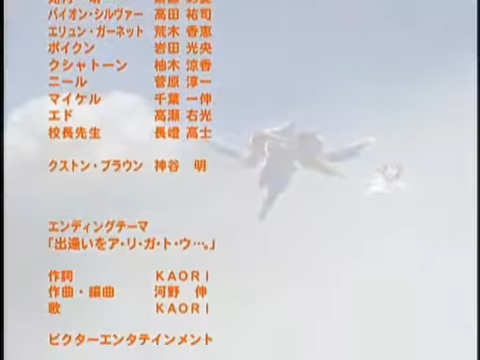 バイオン・シルヴァー 高田 祐司
エリュン・ガーネット 荒木 香恵
ボイクン 岩田 光央
クシャトーン 柚木 涼香
ニール 菅原 淳一
マイケル 千葉 一伸
エド 高瀬 右光
校長先生 長嶝 高士
クストン・ブラウン 神谷 明
エンディングテーマ
「出逢いをア・リ・ガ・ト・ウ…。」
作詞 KAORI
作曲・編曲 河野 伸
歌 KAORI
ビクターエンタテインメント